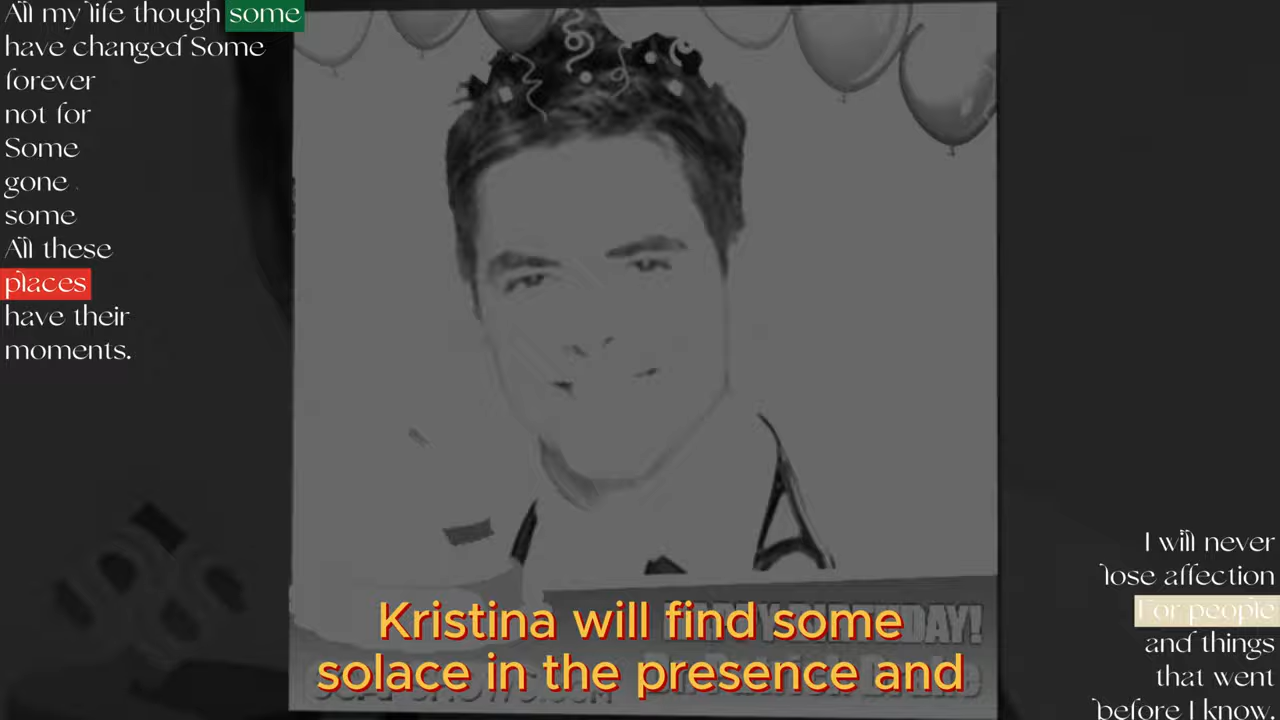 All my life though some
have changed Some
forever
not for
Some
gone
some
All these
places
have their
moments.
Kristina will find some
solace in the presence and
I will never
lose affection
For people
and things
that went
before I know.